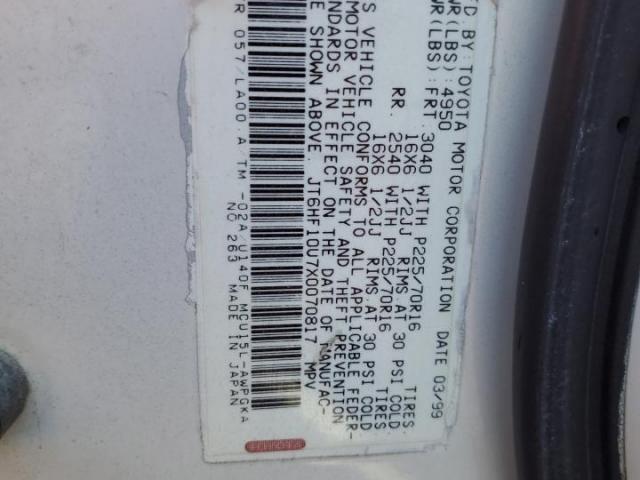 MFD. BY: TOYOTA MOTOR CORPORATION DATE 03/99
WR(LBS): 4950
WR(LBS): FRT. 3040 WITH P225/70R16 TIRES.
16X6 1/2JJ RIMS AT 30 PSI COLD
RR. 2540 WITH P225/70R16 TIRES
16X6 1/2JJ RIMS AT 30 PSI COLD
S VEHICLE CONFORMS TO ALL APPLICABLE FEDER-
MOTOR VEHICLE SAFETY AND THEFT PREVENTION
NDARDS IN EFFECT ON THE DATE OF MANUFAC-
E SHOWN ABOVE. JT6HF10U7X0070817 MPV
TR 057/LA00 A/TM -02A/U140F MCU15L-AWPGKA
NO 263 MADE IN JAPAN